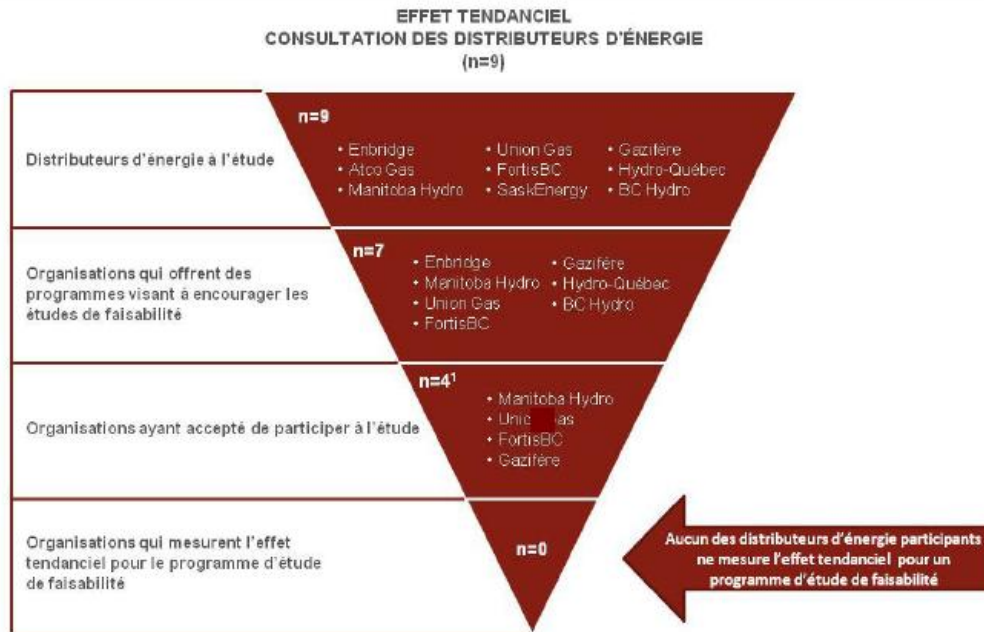 EFFET TENDANCIEL
CONSULTATION DES DISTRIBUTEURS D'ÉNERGIE
(n=9)
Distributeurs d'énergie à l'étude
n=9
• Enbridge
• Atco Gas
• Manitoba Hydro
• Union Gas
• FortisBC
• SaskEnergy
• Gazifère
• Hydro-Québec
• BC Hydro
Organisations qui offrent des
programmes visant à encourager les
études de faisabilité
n=7
• Enbridge
• Manitoba Hydro
• Union Gas
• FortisBC
• Gazifère
• Hydro-Québec
• BC Hydro
Organisations ayant accepté de participer à l'étude
n=4¹
• Manitoba Hydro
•
• FortisBC
• Gazifère
Organisations qui mesurent l'effet
tendanciel pour le programme d'étude
de faisabilité
n=0
Aucun des distributeurs d'énergie participants
ne mesure l'effet tendanciel pour un
programme d'étude de faisabilité